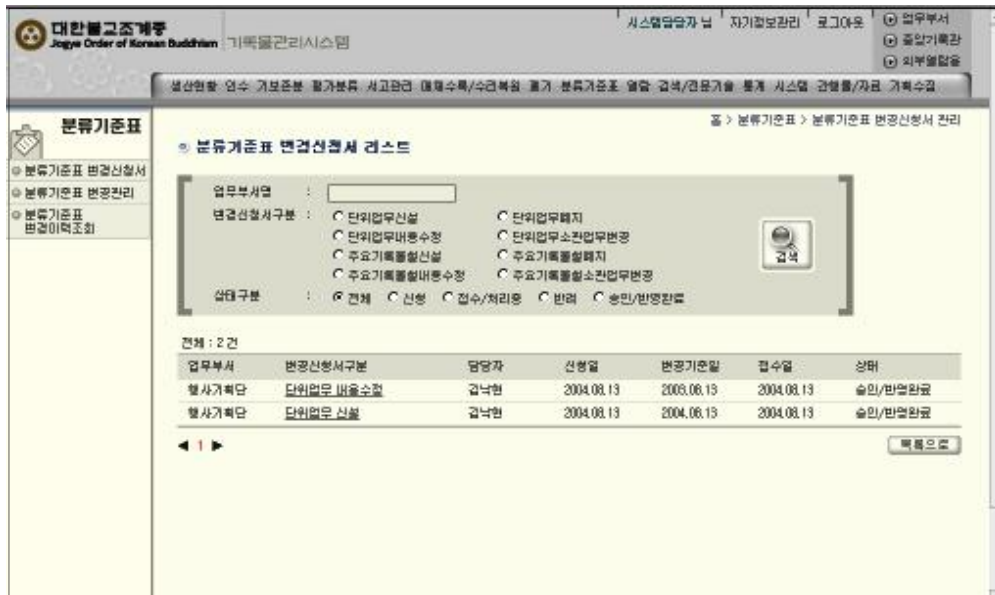 대한불교조계종
Jogye Order of Korean Buddhism
기록물관리시스템
시스템담당자 님 자기정보관리 로그아웃
업무부서
중앙기록관
외부열람용
생산현황 인수 가보존분 평가분류 서고관리 매체수록/수리복원 폐기 분류기준표 열람 검색/전문기술 통계 시스템 간행물/자료 기획수집
홈 > 분류기준표 > 분류기준표 변경신청서 관리
분류기준표
분류기준표 변경신청서
분류기준표 변경관리
분류기준표
변경이력조회
분류기준표 변경신청서 리스트
업무부서명 :
변경신청서구분 : 단위업무신설 단위업무폐지
단위업무내용수정 단위업무소관업무변경
주요기록물철신설 주요기록물철폐지
주요기록물철내용수정 주요기록물철소관업무변경
상태구분 : 전체 신청 접수/처리중 반려 승인/반영완료
검색
전체 : 2 건
업무부서 변경신청서구분 담당자 신청일 변경기준일 접수일 상태
행사기획단 단위업무 내용수정 김낙현 2004.08.13 2003.08.13 2004.08.13 승인/반영완료
행사기획단 단위업무 신설 김낙현 2004.08.13 2004.08.13 2004.08.13 승인/반영완료
◀ 1 ▶
목록으로